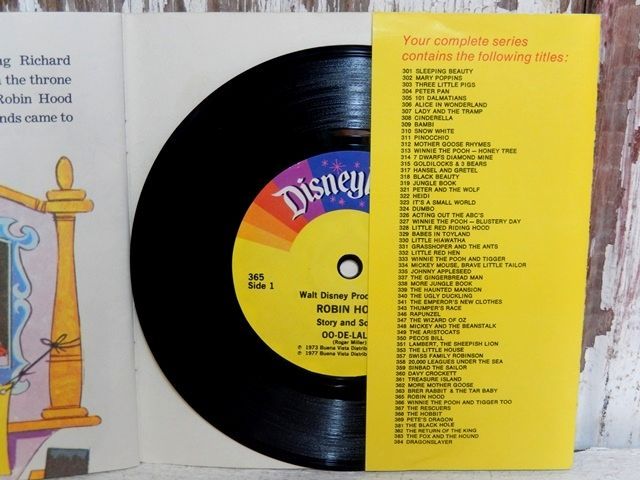 ng Richard
the throne
Robin Hood
nds came to
Disney
365
Side 1
Walt Disney Proc
ROBIN HO
Story and So
OO-DE-LAL
(Roger Miller)
℗ 1973 Buena Vista Distrib
© 1977 Buena Vista Distrib
Your complete series
contains the following titles:
301 SLEEPING BEAUTY
302 MARY POPPINS
303 THREE LITTLE PIGS
304 PETER PAN
305 101 DALMATIANS
306 ALICE IN WONDERLAND
307 LADY AND THE TRAMP
308 CINDERELLA
309 BAMBI
310 SNOW WHITE
311 PINOCCHIO
312 MOTHER GOOSE RHYMES
313 WINNIE THE POOH — HONEY TREE
314 7 DWARFS DIAMOND MINE
315 GOLDILOCKS & 3 BEARS
317 HANSEL AND GRETEL
318 BLACK BEAUTY
319 JUNGLE BOOK
321 PETER AND THE WOLF
322 HEIDI
323 IT'S A SMALL WORLD
324 DUMBO
326 ACTING OUT THE ABC'S
327 WINNIE THE POOH — BLUSTERY DAY
328 LITTLE RED RIDING HOOD
329 BABES IN TOYLAND
330 LITTLE HIAWATHA
331 GRASSHOPPER AND THE ANTS
332 LITTLE RED HEN
333 WINNIE THE POOH AND TIGGER
334 MICKEY MOUSE, BRAVE LITTLE TAILOR
335 JOHNNY APPLESEED
337 THE GINGERBREAD MAN
338 MORE JUNGLE BOOK
339 THE HAUNTED MANSION
340 THE UGLY DUCKLING
341 THE EMPEROR'S NEW CLOTHES
343 THUMPER'S RACE
346 RAPUNZEL
347 THE WIZARD OF OZ
348 MICKEY AND THE BEANSTALK
349 THE ARISTOCATS
350 PECOS BILL
351 LAMBERT, THE SHEEPISH LION
353 THE LITTLE HOUSE
357 SWISS FAMILY ROBINSON
358 20,000 LEAGUES UNDER THE SEA
359 SINBAD THE SAILOR
360 DAVY CROCKETT
361 TREASURE ISLAND
362 MORE MOTHER GOOSE
363 BRER RABBIT & THE TAR BABY
365 ROBIN HOOD
366 WINNIE THE POOH AND TIGGER TOO
367 THE RESCUERS
368 THE HOBBIT
369 PETE'S DRAGON
381 THE BLACK HOLE
382 THE RETURN OF THE KING
383 THE FOX AND THE HOUND
384 DRAGONSLAYER